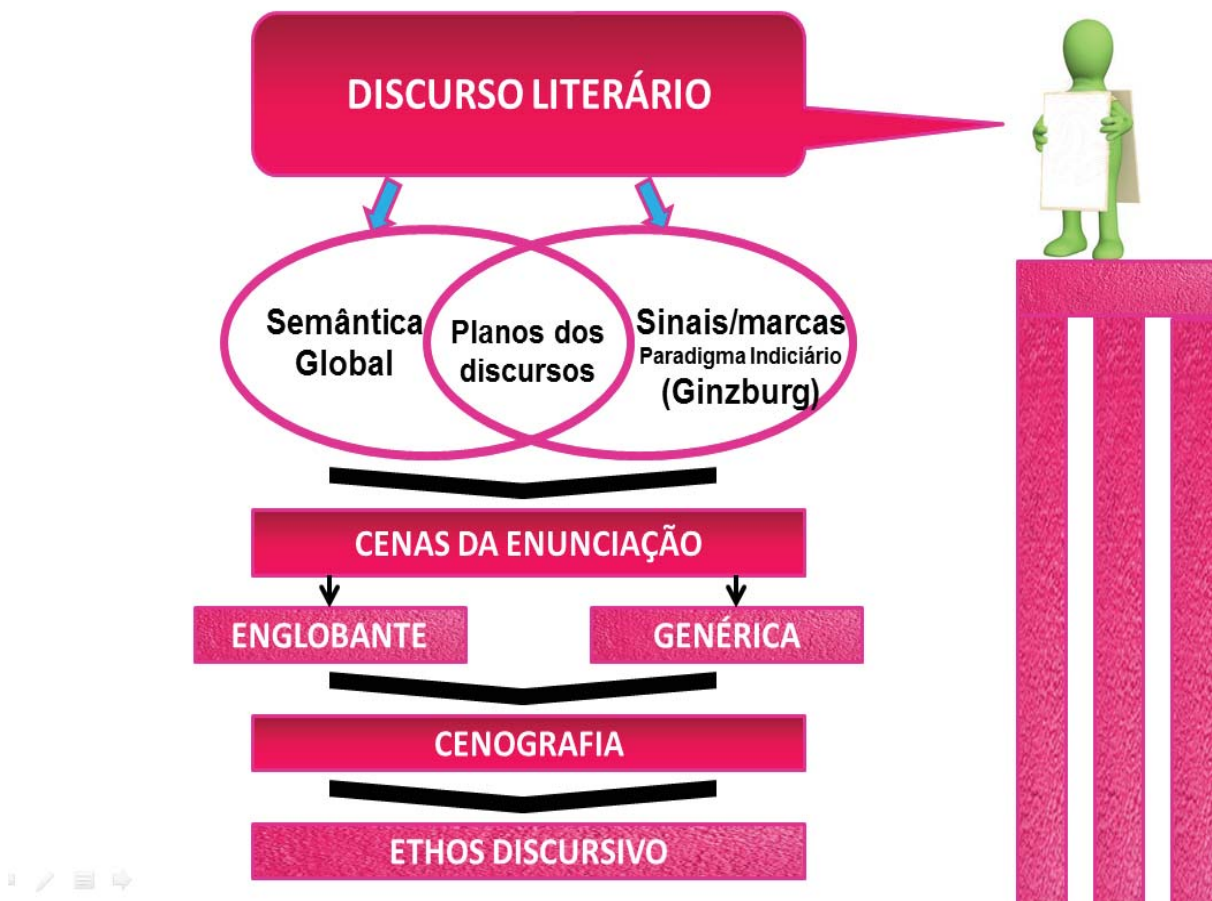 DISCURSO LITERÁRIO
Semântica
Global
Planos dos
discursos
Sinais/marcas
Paradigma Indiciário
(Ginzburg)
CENAS DA ENUNCIAÇÃO
ENGLOBANTE
GENÉRICA
CENOGRAFIA
ETHOS DISCURSIVO